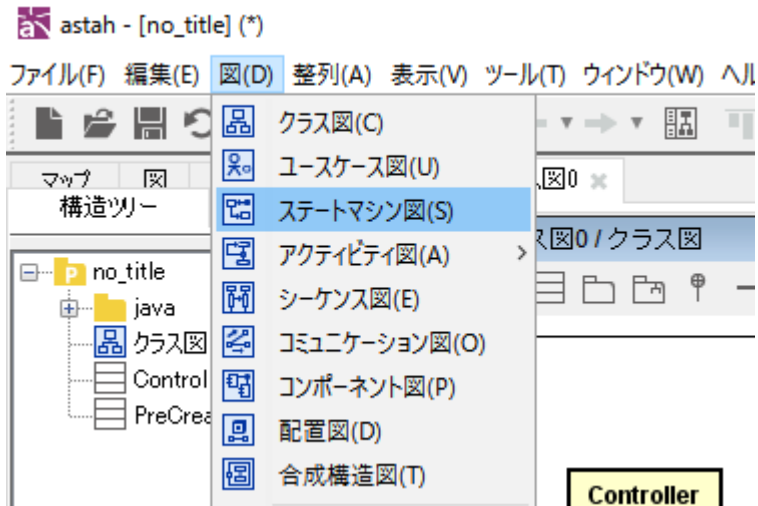 astah - [no_title] (*)
ファイル(F) 編集(E) 図(D) 整列(A) 表示(V) ツール(T) ウィンドウ(W) ヘル
マップ 図
図0
構造ツリー
ス図0 / クラス図
no_title
java
クラス図
Control
PreCrea
クラス図(C)
ユースケース図(U)
ステートマシン図(S)
アクティビティ図(A)
シーケンス図(E)
コミュニケーション図(O)
コンポーネント図(P)
配置図(D)
合成構造図(T)
Controller